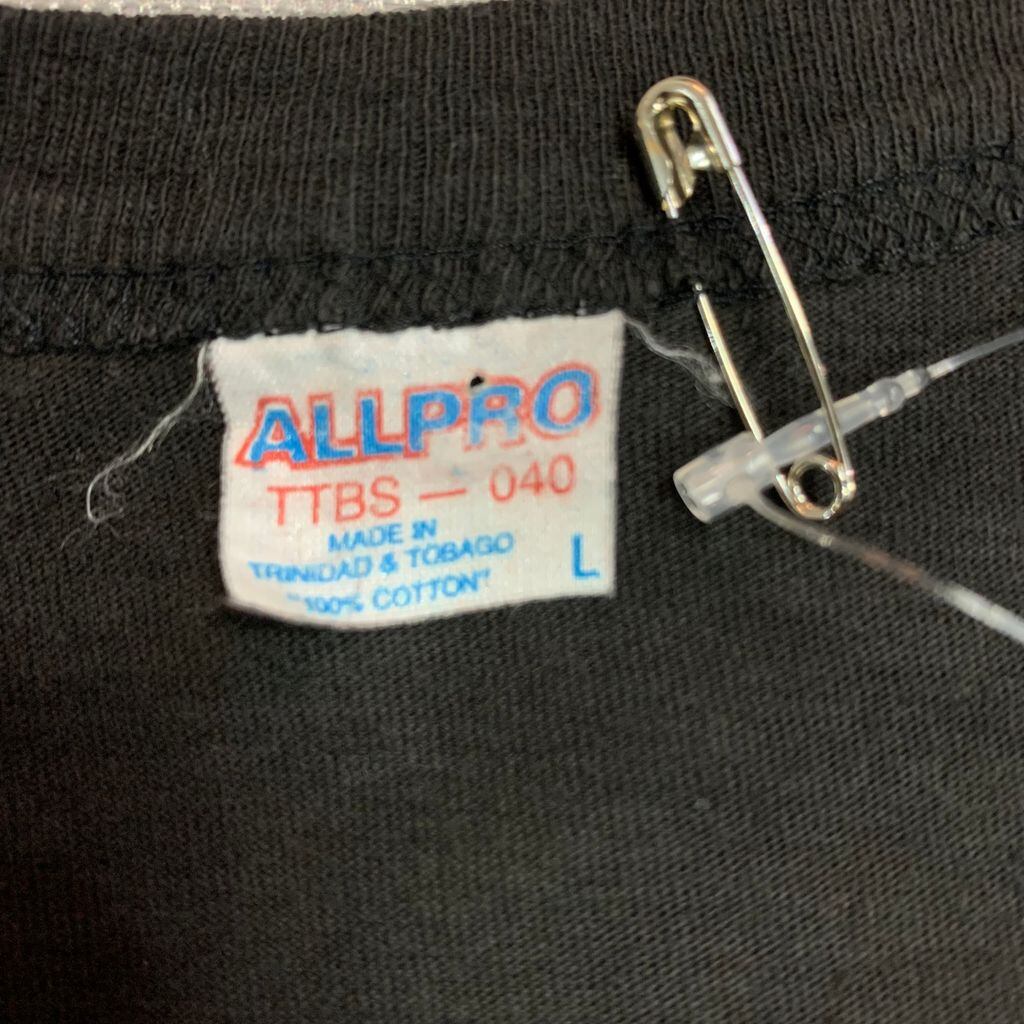 ALLPRO
TTBS — 040
MADE IN
TRINIDAD & TOBAGO
"100% COTTON"
L